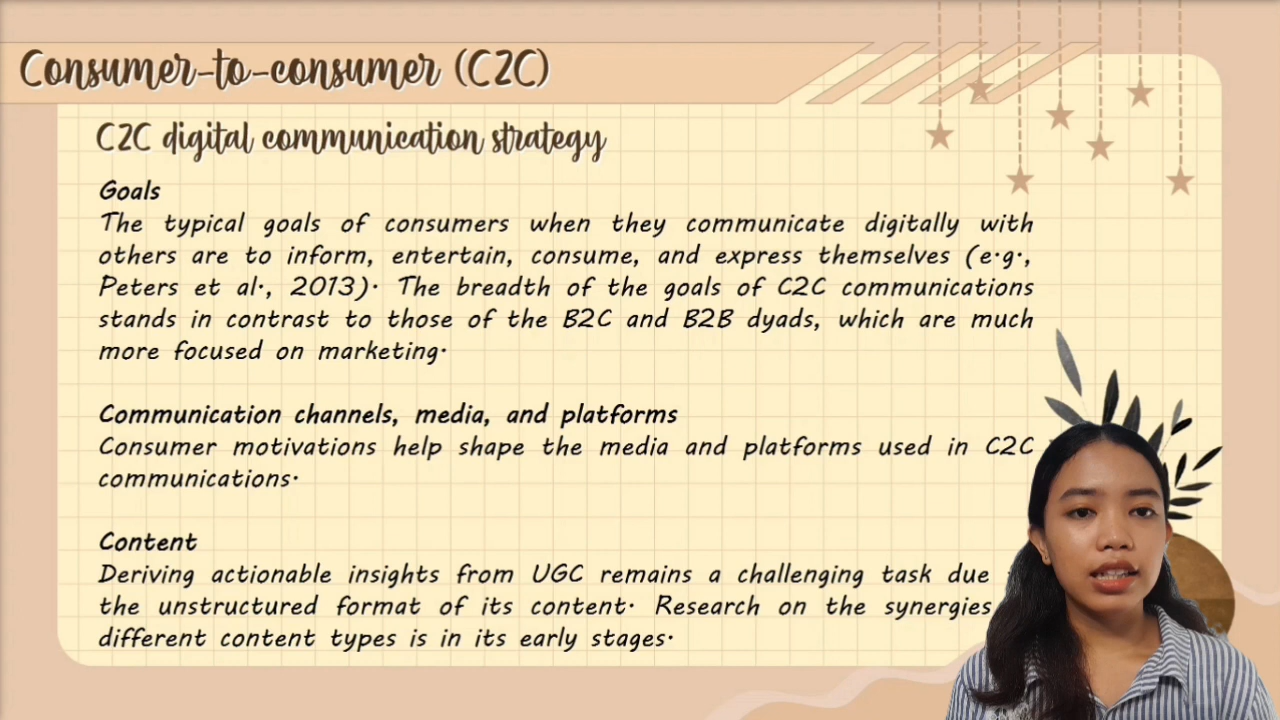 Consumer-to-consumer (C2C)
C2C digital communication strategy
Goals
The typical goals of consumers when they communicate digitally with
others are to inform, entertain, consume, and express themselves (e.g.,
Peters et al., 2013). The breadth of the goals of C2C communications
stands in contrast to those of the B2C and B2B dyads, which are much
more focused on marketing.
Communication channels, media, and platforms
Consumer motivations help shape the media and platforms used in C2C
communications.
Content
Deriving actionable insights from UGC remains a challenging task due
the unstructured format of its content. Research on the synergies
different content types is in its early stages.